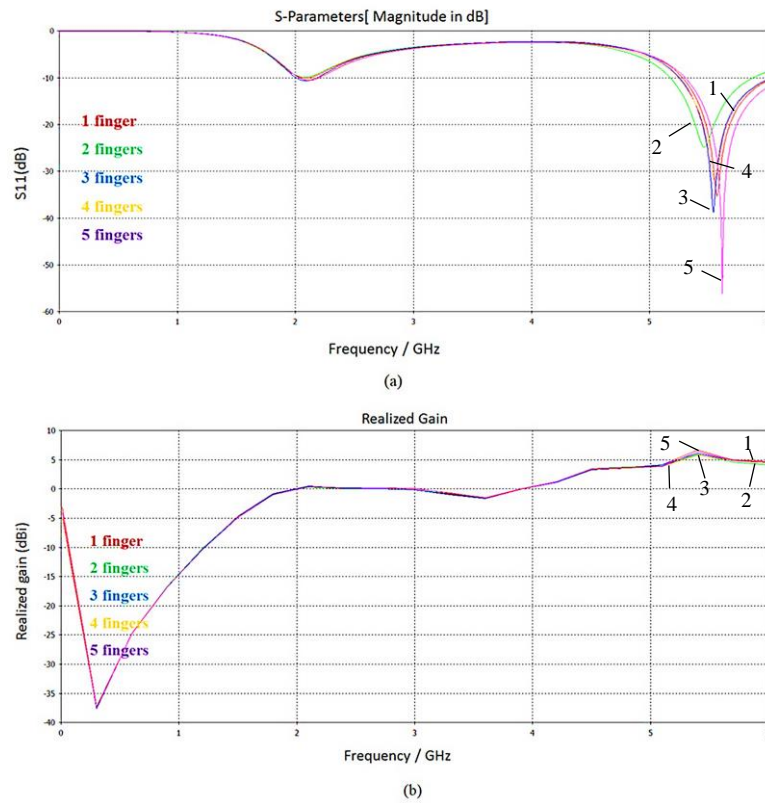 S-Parameters[ Magnitude in dB]
0
-10
-20
-30
-40
-50
-60
S11(dB)
1 finger
2 fingers
3 fingers
4 fingers
5 fingers
1
2
4
3
5
0
1
2
3
4
5
Frequency / GHz
(a)
Realized Gain
10
5
0
-5
-10
-15
-20
-25
-30
-35
-40
Realized gain (dBi)
1 finger
2 fingers
3 fingers
4 fingers
5 fingers
5
1
4
3
2
0
1
2
3
4
5
Frequency / GHz
(b)